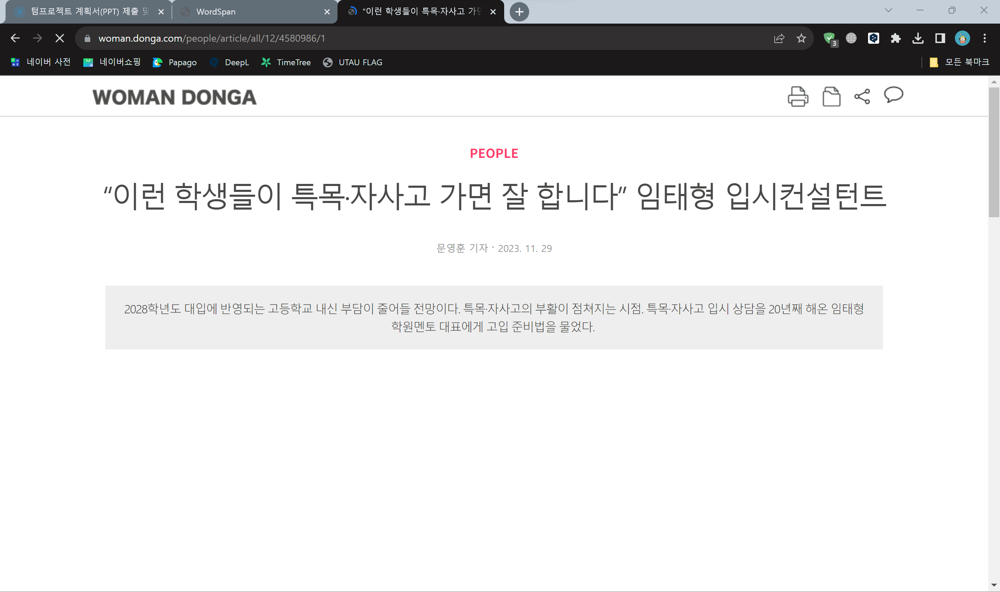 텀프로젝트 계획서(PPT) 제출 및
WordSpan
“이런 학생들이 특목·자사고 가면
woman.donga.com/people/article/all/12/4580986/1
3
네이버 사전
네이버쇼핑
Papago
DeepL
TimeTree
UTAU FLAG
모든 북마크
WOMAN DONGA
PEOPLE
“이런 학생들이 특목·자사고 가면 잘 합니다” 임태형 입시컨설턴트
문영훈 기자 · 2023. 11. 29
2028학년도 대입에 반영되는 고등학교 내신 부담이 줄어들 전망이다. 특목·자사고의 부활이 점쳐지는 시점. 특목·자사고 입시 상담을 20년째 해온 임태형
학원멘토 대표에게 고입 준비법을 물었다.